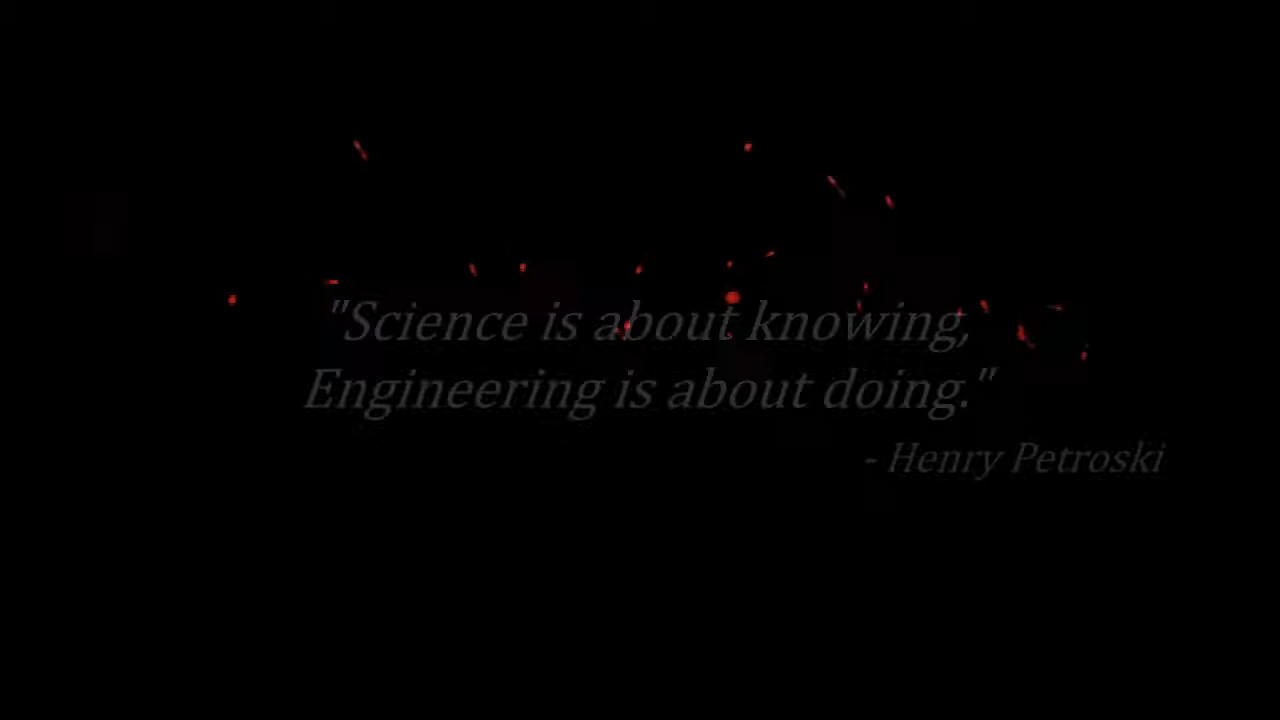 "Science is about knowing,
Engineering is about doing."
- Henry Petroski